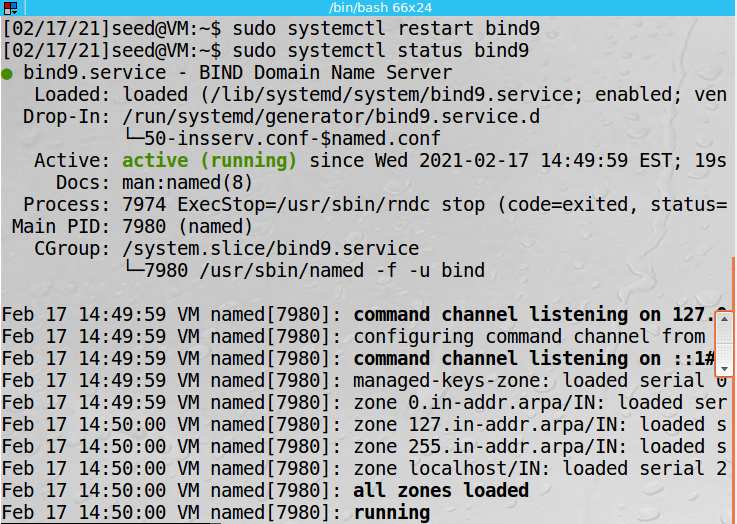 /bin/bash 66x24
[02/17/21]seed@VM:~$ sudo systemctl restart bind9
[02/17/21]seed@VM:~$ sudo systemctl status bind9
● bind9.service - BIND Domain Name Server
   Loaded: loaded (/lib/systemd/system/bind9.service; enabled; ven
  Drop-In: /run/systemd/generator/bind9.service.d
           └─50-insserv.conf-$named.conf
   Active: active (running) since Wed 2021-02-17 14:49:59 EST; 19s
     Docs: man:named(8)
  Process: 7974 ExecStop=/usr/sbin/rndc stop (code=exited, status=
 Main PID: 7980 (named)
   CGroup: /system.slice/bind9.service
           └─7980 /usr/sbin/named -f -u bind
Feb 17 14:49:59 VM named[7980]: command channel listening on 127.0
Feb 17 14:49:59 VM named[7980]: configuring command channel from
Feb 17 14:49:59 VM named[7980]: command channel listening on ::1#
Feb 17 14:49:59 VM named[7980]: managed-keys-zone: loaded serial 0
Feb 17 14:49:59 VM named[7980]: zone 0.in-addr.arpa/IN: loaded ser
Feb 17 14:50:00 VM named[7980]: zone 127.in-addr.arpa/IN: loaded s
Feb 17 14:50:00 VM named[7980]: zone 255.in-addr.arpa/IN: loaded s
Feb 17 14:50:00 VM named[7980]: zone localhost/IN: loaded serial 2
Feb 17 14:50:00 VM named[7980]: all zones loaded
Feb 17 14:50:00 VM named[7980]: running